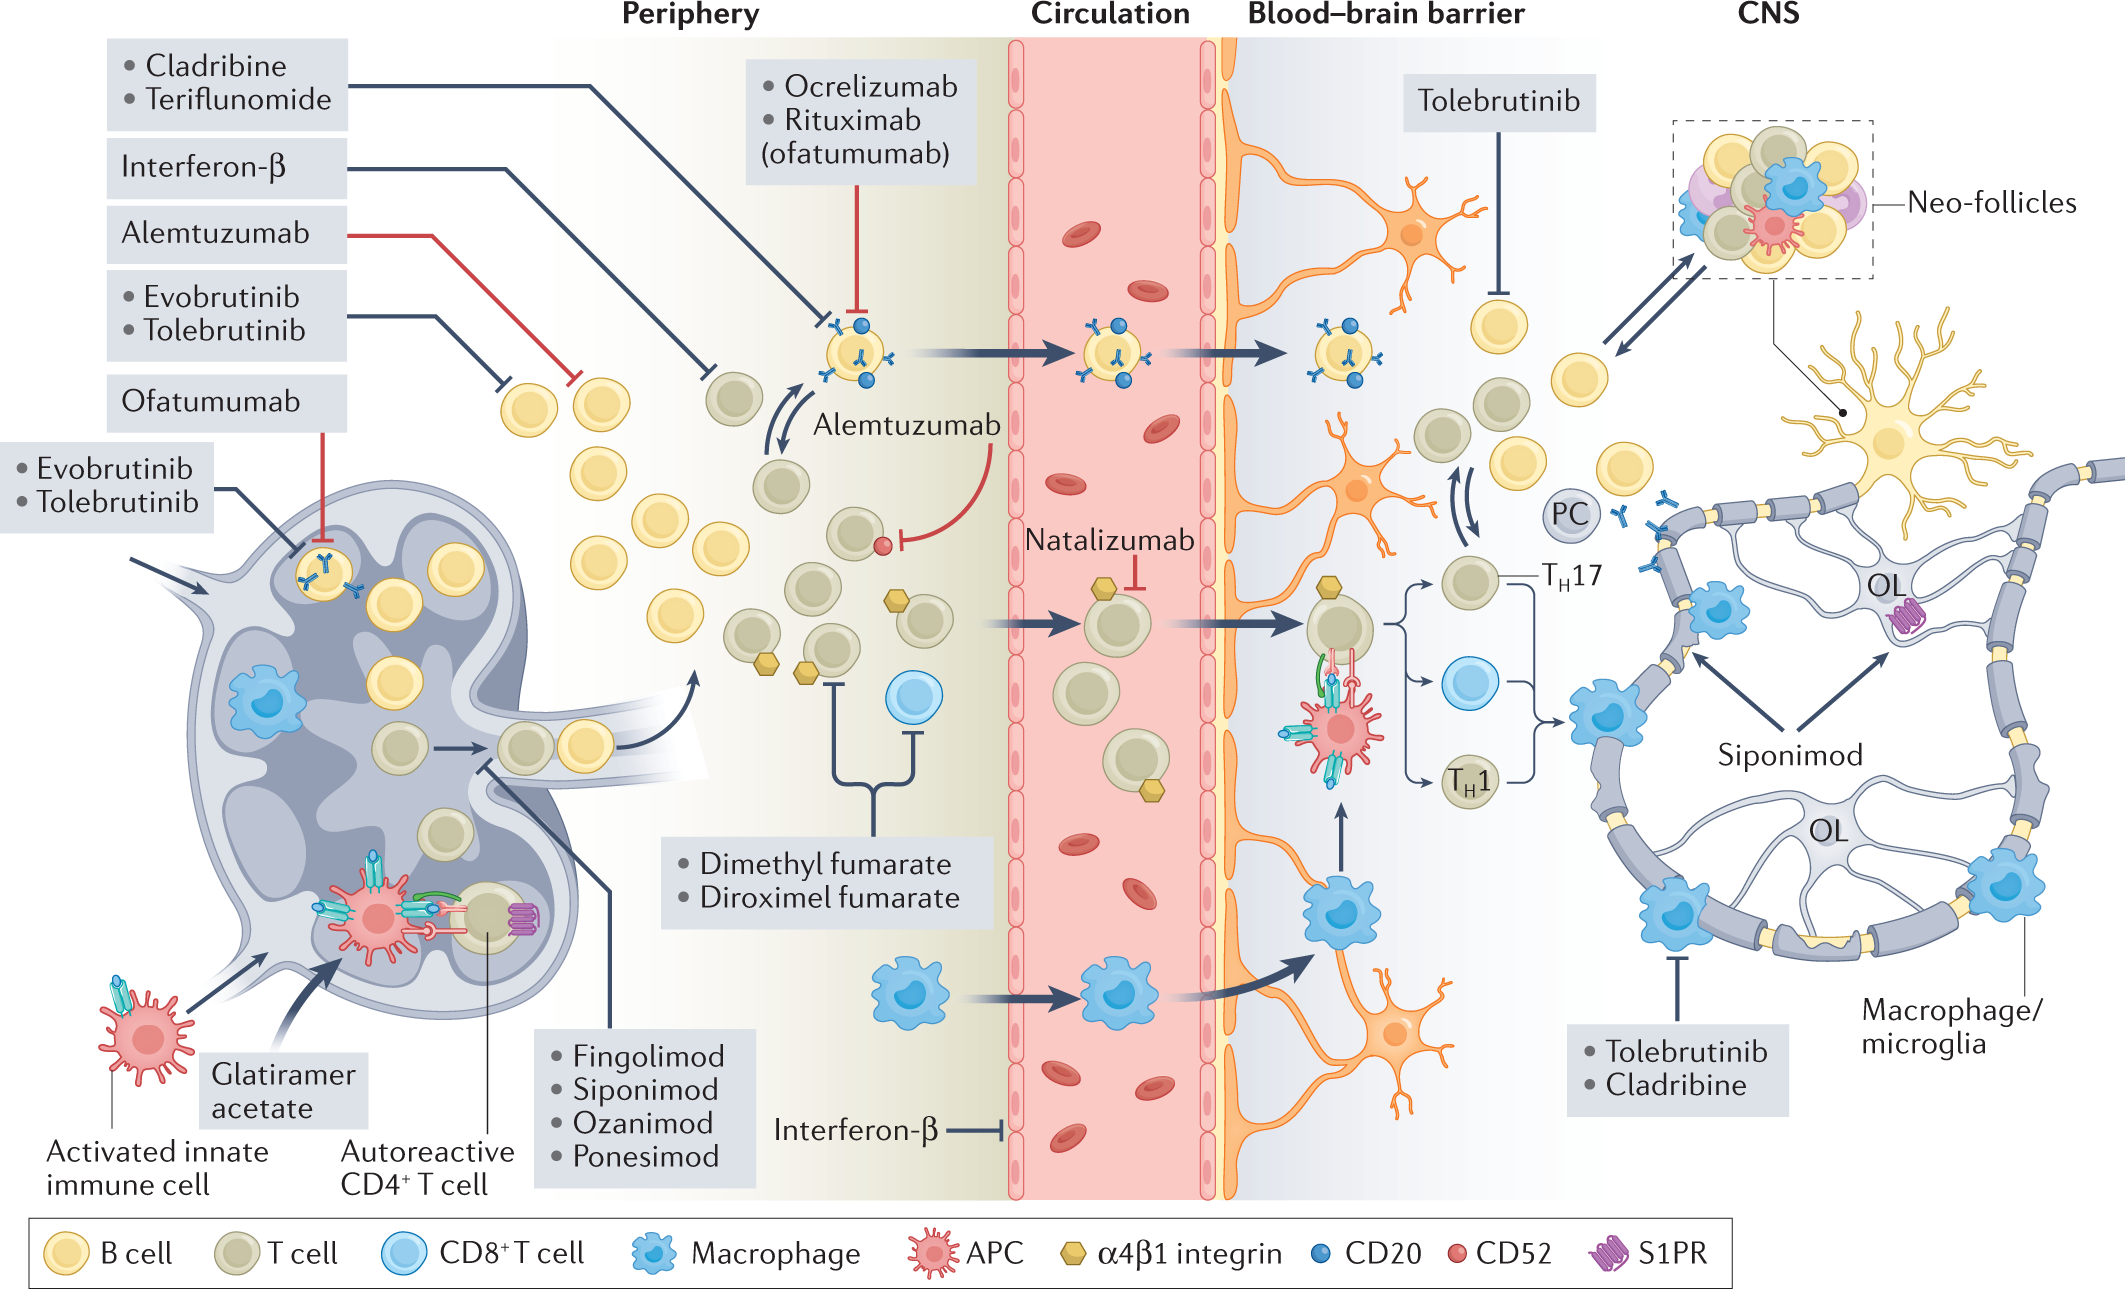 Periphery
Circulation
Blood–brain barrier
CNS
• Cladribine
• Teriflunomide
Interferon-β
Alemtuzumab
• Evobrutinib
• Tolebrutinib
Ofatumumab
• Evobrutinib
• Tolebrutinib
• Ocrelizumab
• Rituximab
(ofatumumab)
Alemtuzumab
Natalizumab
Tolebrutinib
Neo-follicles
PC
TH17
TH1
OL
Siponimod
OL
• Dimethyl fumarate
• Diroximel fumarate
Glatiramer
acetate
Activated innate
immune cell
Autoreactive
CD4+ T cell
• Fingolimod
• Siponimod
• Ozanimod
• Ponesimod
Interferon-β
• Tolebrutinib
• Cladribine
Macrophage/
microglia
B cell
T cell
CD8+ T cell
Macrophage
APC
α4β1 integrin
CD20
CD52
S1PR